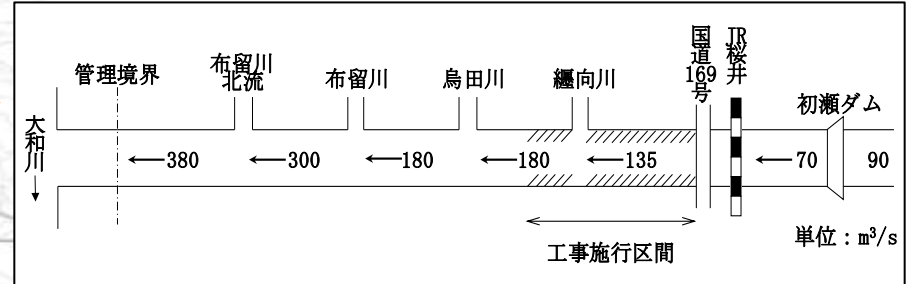 管理境界
布留川
北流
布留川
烏田川
纒向川
国道169号
JR桜井
初瀬ダム
大和川
380
300
180
180
135
70
90
工事施行区間
単位：m³/s